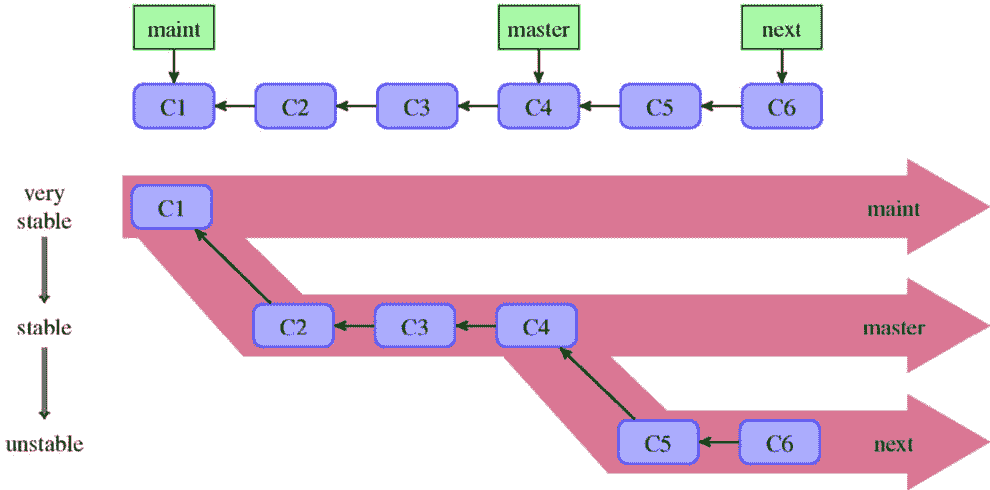 maint
master
next
C1
C2
C3
C4
C5
C6
very
stable
C1
maint
stable
C2
C3
C4
master
unstable
C5
C6
next